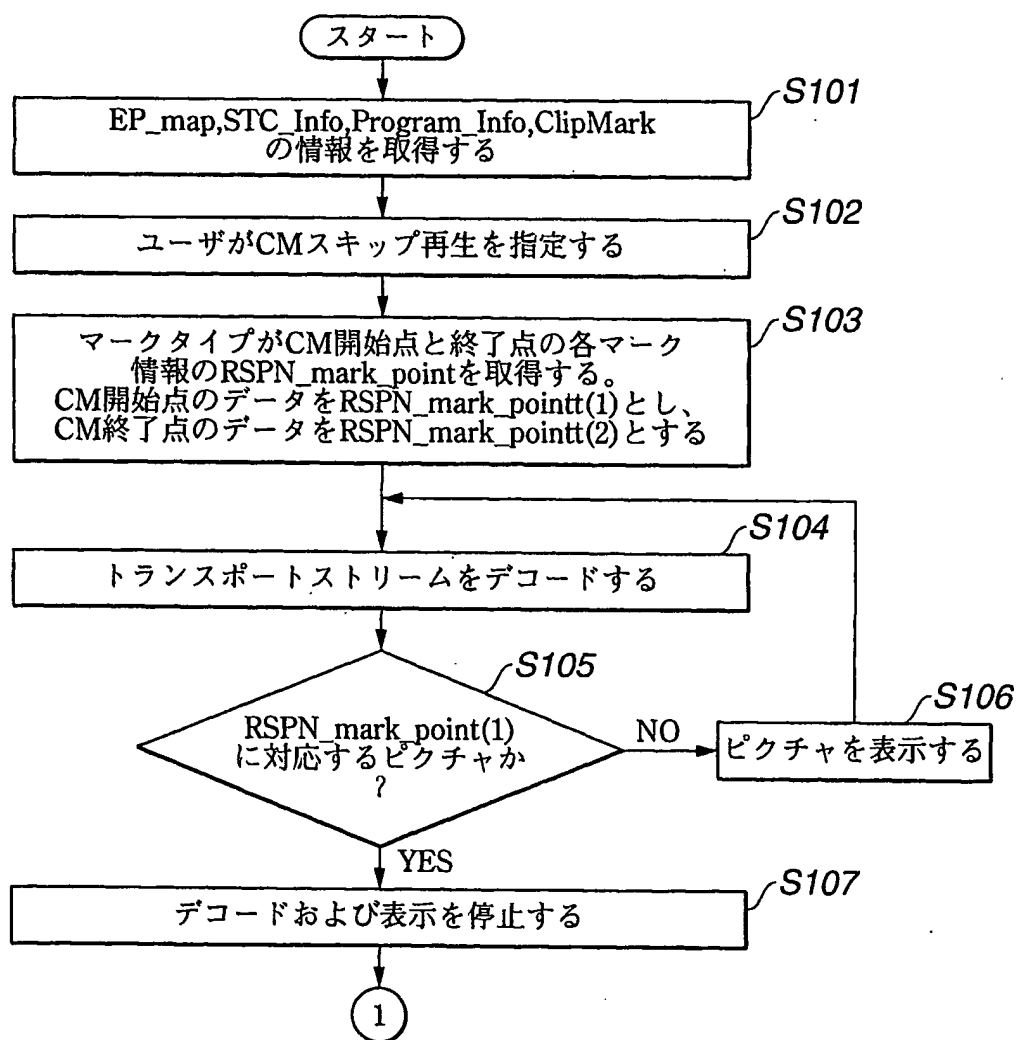 スタート
S101
EP_map,STC_Info,Program_Info,ClipMark
の情報を取得する
S102
ユーザがCMスキップ再生を指定する
S103
マークタイプがCM開始点と終了点の各マーク
情報のRSPN_mark_pointを取得する。
CM開始点のデータをRSPN_mark_pointt(1)とし、
CM終了点のデータをRSPN_mark_pointt(2)とする
S104
トランスポートストリームをデコードする
S105
RSPN_mark_point(1)
に対応するピクチャか
?
NO
S106
ピクチャを表示する
YES
S107
デコードおよび表示を停止する
1